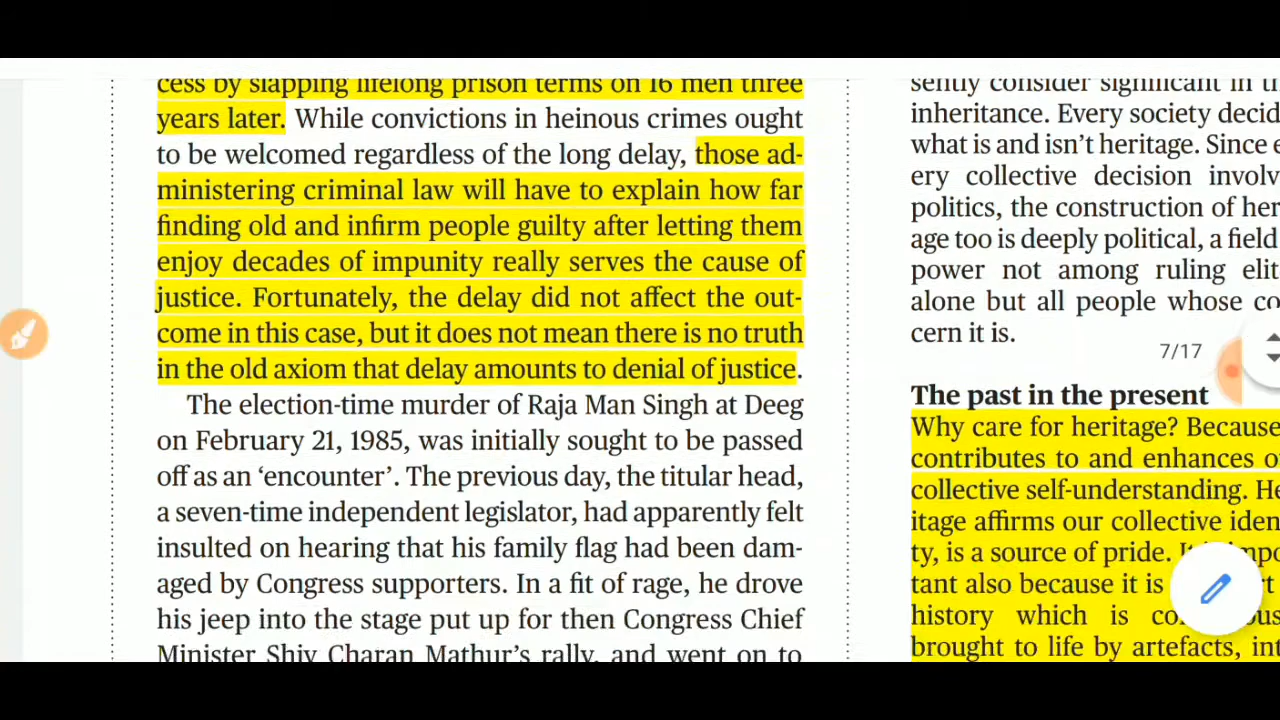 cess by slapping lifelong prison terms on 16 men three
years later. While convictions in heinous crimes ought
to be welcomed regardless of the long delay, those ad-
ministering criminal law will have to explain how far
finding old and infirm people guilty after letting them
enjoy decades of impunity really serves the cause of
justice. Fortunately, the delay did not affect the out-
come in this case, but it does not mean there is no truth
in the old axiom that delay amounts to denial of justice.
The election-time murder of Raja Man Singh at Deeg
on February 21, 1985, was initially sought to be passed
off as an ‘encounter’. The previous day, the titular head,
a seven-time independent legislator, had apparently felt
insulted on hearing that his family flag had been dam-
aged by Congress supporters. In a fit of rage, he drove
his jeep into the stage put up for then Congress Chief
Minister Shiv Charan Mathur’s rally, and went on to
sently consider significant in
inheritance. Every society decid
what is and isn’t heritage. Since e
ery collective decision involv
politics, the construction of her
age too is deeply political, a field
power not among ruling elit
alone but all people whose co
cern it is.
7/17
The past in the present
Why care for heritage? Because
contributes to and enhances o
collective self-understanding. He
itage affirms our collective iden
ty, is a source of pride.
tant also because it is
history which is
brought to life by artefacts, int